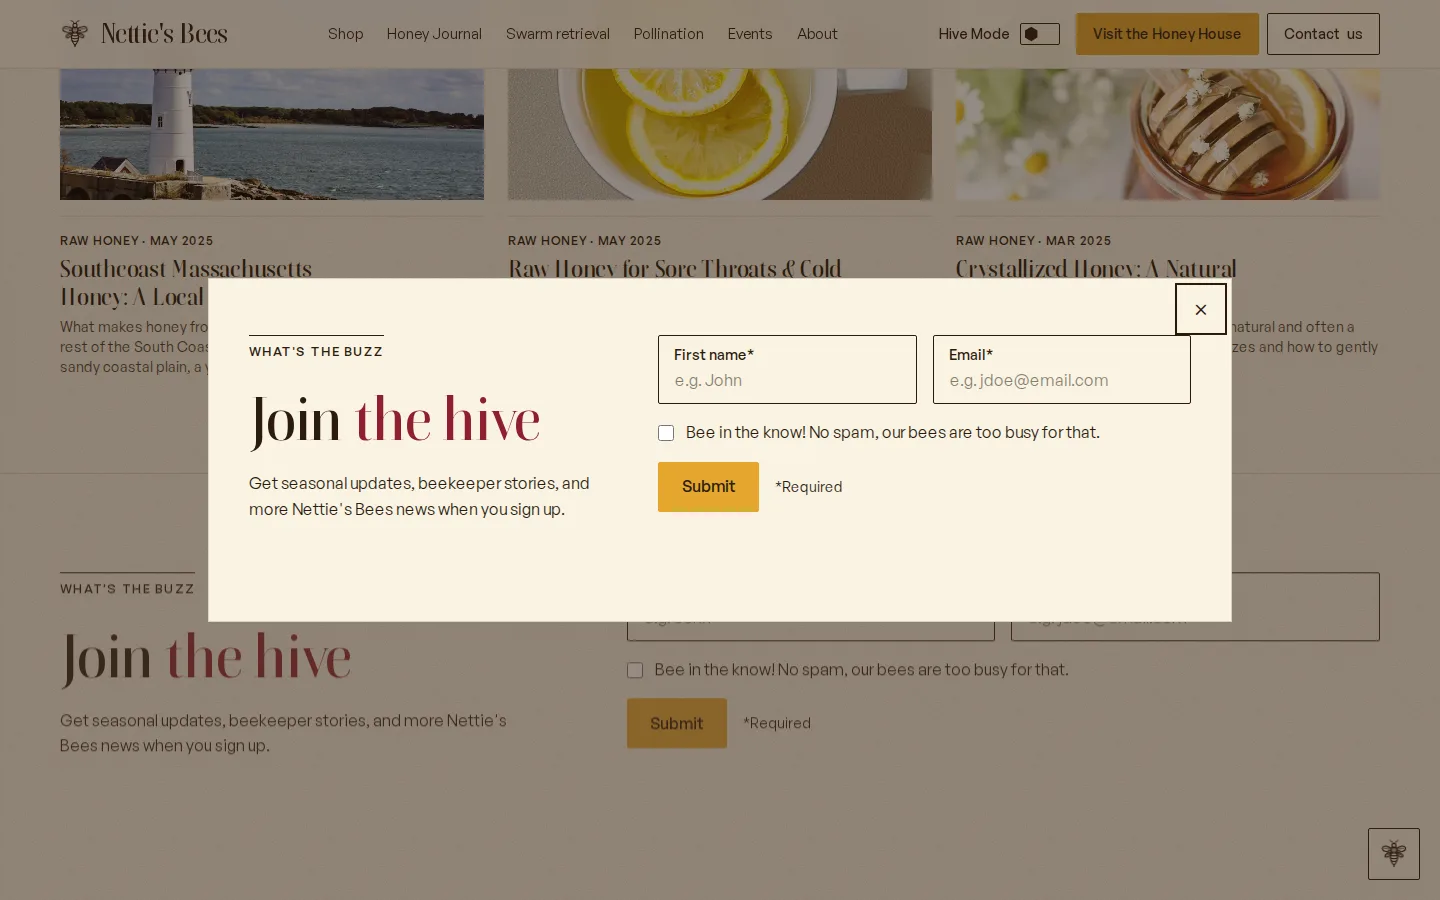 Nettie's Bees
Shop Honey Journal Swarm retrieval Pollination Events About
Hive Mode
Visit the Honey House
Contact us
RAW HONEY · MAY 2025
Southcoast Massachusetts
Honey: A Local
What makes honey fro
rest of the South Coas
sandy coastal plain, a y
RAW HONEY · MAY 2025
Raw Honey for Sore Throats & Cold
RAW HONEY · MAR 2025
Crystallized Honey: A Natural
natural and often a
zes and how to gently
×
WHAT'S THE BUZZ
Join the hive
Get seasonal updates, beekeeper stories, and
more Nettie's Bees news when you sign up.
First name*
e.g. John
Email*
e.g. jdoe@email.com
Bee in the know! No spam, our bees are too busy for that.
Submit
*Required
WHAT'S THE BUZZ
Join the hive
Get seasonal updates, beekeeper stories, and more Nettie's
Bees news when you sign up.
Bee in the know! No spam, our bees are too busy for that.
Submit
*Required